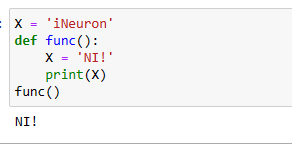 : X = 'iNeuron'
def func():
    X = 'NI!'
    print(X)
func()
NI!